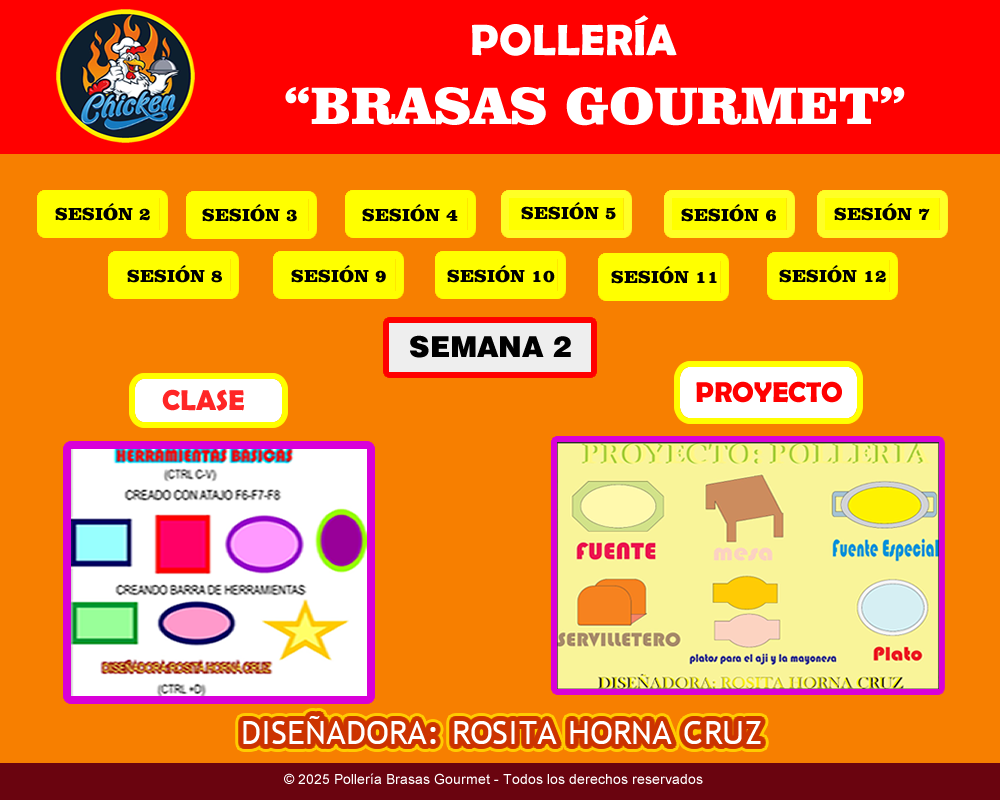 Chicken
POLLERÍA
“BRASAS GOURMET”
SESIÓN 2
SESIÓN 3
SESIÓN 4
SESIÓN 5
SESIÓN 6
SESIÓN 7
SESIÓN 8
SESIÓN 9
SESIÓN 10
SESIÓN 11
SESIÓN 12
SEMANA 2
CLASE
PROYECTO
HERRAMIENTAS BASICAS
(CTRL C-V)
CREADO CON ATAJO F6-F7-F8
CREANDO BARRA DE HERRAMIENTAS
DISEÑADORA:ROSITA HORNA CRUZ
(CTRL +D)
PROYECTO: POLLERIA
FUENTE
mesa
Fuente Especial
SERVILLETERO
platos para el aji y la mayonesa
Plato
DISEÑADORA: ROSITA HORNA CRUZ
DISEÑADORA: ROSITA HORNA CRUZ
© 2025 Pollería Brasas Gourmet - Todos los derechos reservados